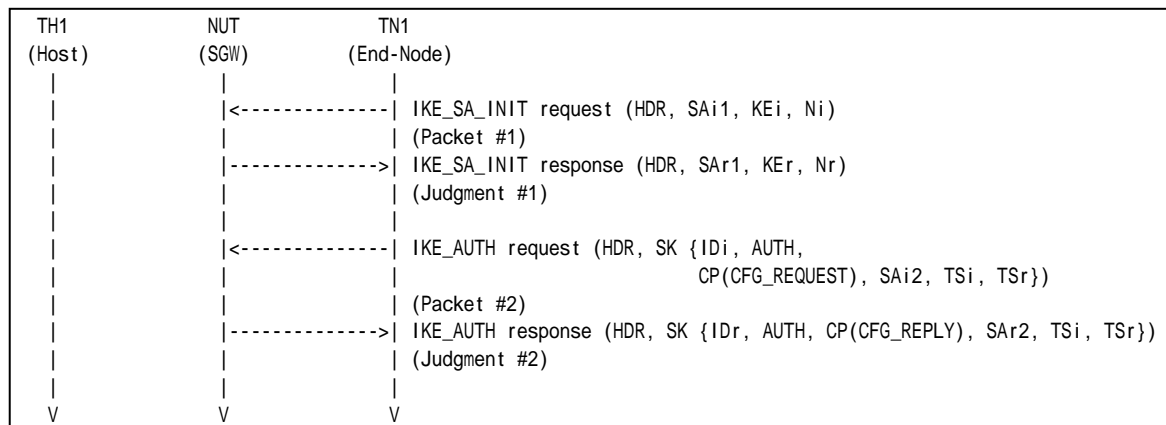 TH1 NUT TN1
(Host) (SGW) (End-Node)
| | |
| |<--------------| IKE_SA_INIT request (HDR, SAi1, KEi, Ni)
| | | (Packet #1)
| |-------------->| IKE_SA_INIT response (HDR, SAr1, KEr, Nr)
| | | (Judgment #1)
| | |
| |<--------------| IKE_AUTH request (HDR, SK {IDi, AUTH,
| | | CP(CFG_REQUEST), SAi2, TSi, TSr})
| | | (Packet #2)
| |-------------->| IKE_AUTH response (HDR, SK {IDr, AUTH, CP(CFG_REPLY), SAr2, TSi, TSr})
| | | (Judgment #2)
| | |
V V V